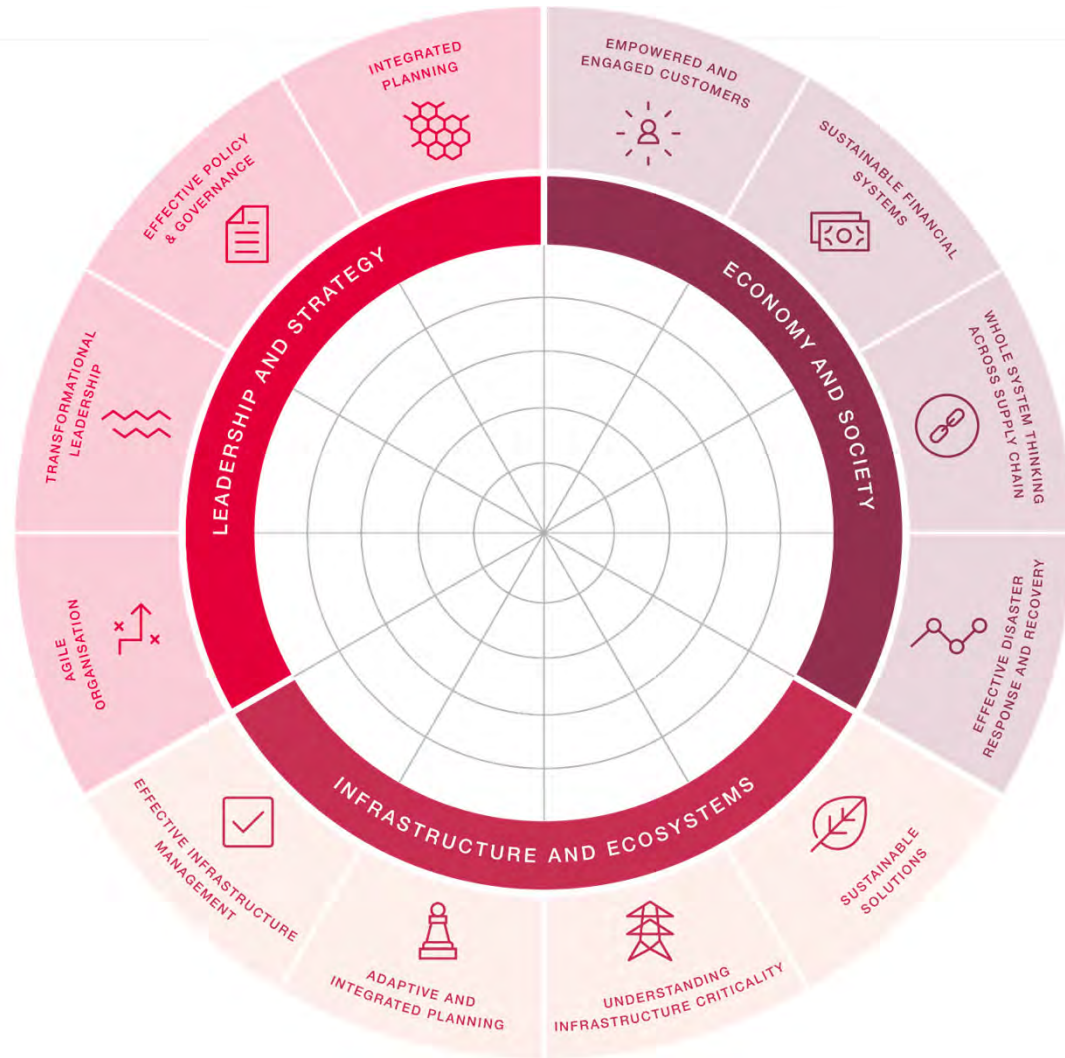 INTEGRATED
PLANNING
EMPOWERED AND
ENGAGED CUSTOMERS
SUSTAINABLE FINANCIAL
SYSTEMS
WHOLE SYSTEM THINKING
ACROSS SUPPLY CHAIN
EFFECTIVE DISASTER
RESPONSE AND RECOVERY
SUSTAINABLE
SOLUTIONS
UNDERSTANDING
INFRASTRUCTURE CRITICALITY
ADAPTIVE AND
INTEGRATED PLANNING
EFFECTIVE INFRASTRUCTURE
MANAGEMENT
AGILE
ORGANISATION
TRANSFORMATIONAL
LEADERSHIP
EFFECTIVE POLICY
& GOVERNANCE
LEADERSHIP AND STRATEGY
ECONOMY AND SOCIETY
INFRASTRUCTURE AND ECOSYSTEMS